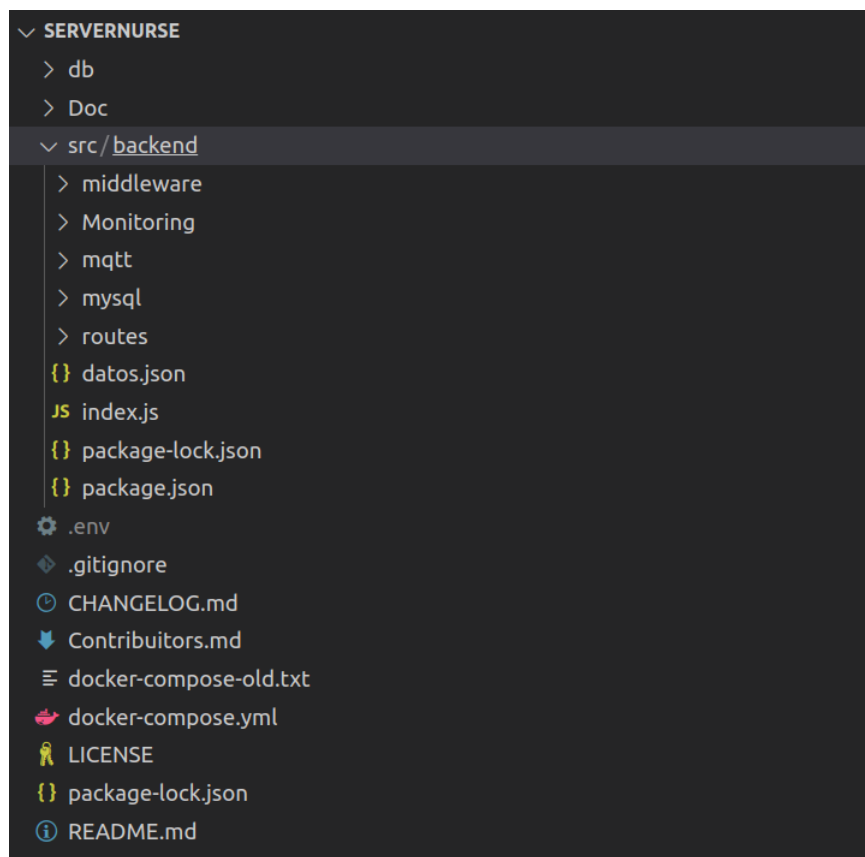 SERVERNURSE
db
Doc
src/backend
middleware
Monitoring
mqtt
mysql
routes
{} datos.json
JS index.js
{} package-lock.json
{} package.json
.env
.gitignore
CHANGELOG.md
Contribuitors.md
docker-compose-old.txt
docker-compose.yml
LICENSE
{} package-lock.json
README.md